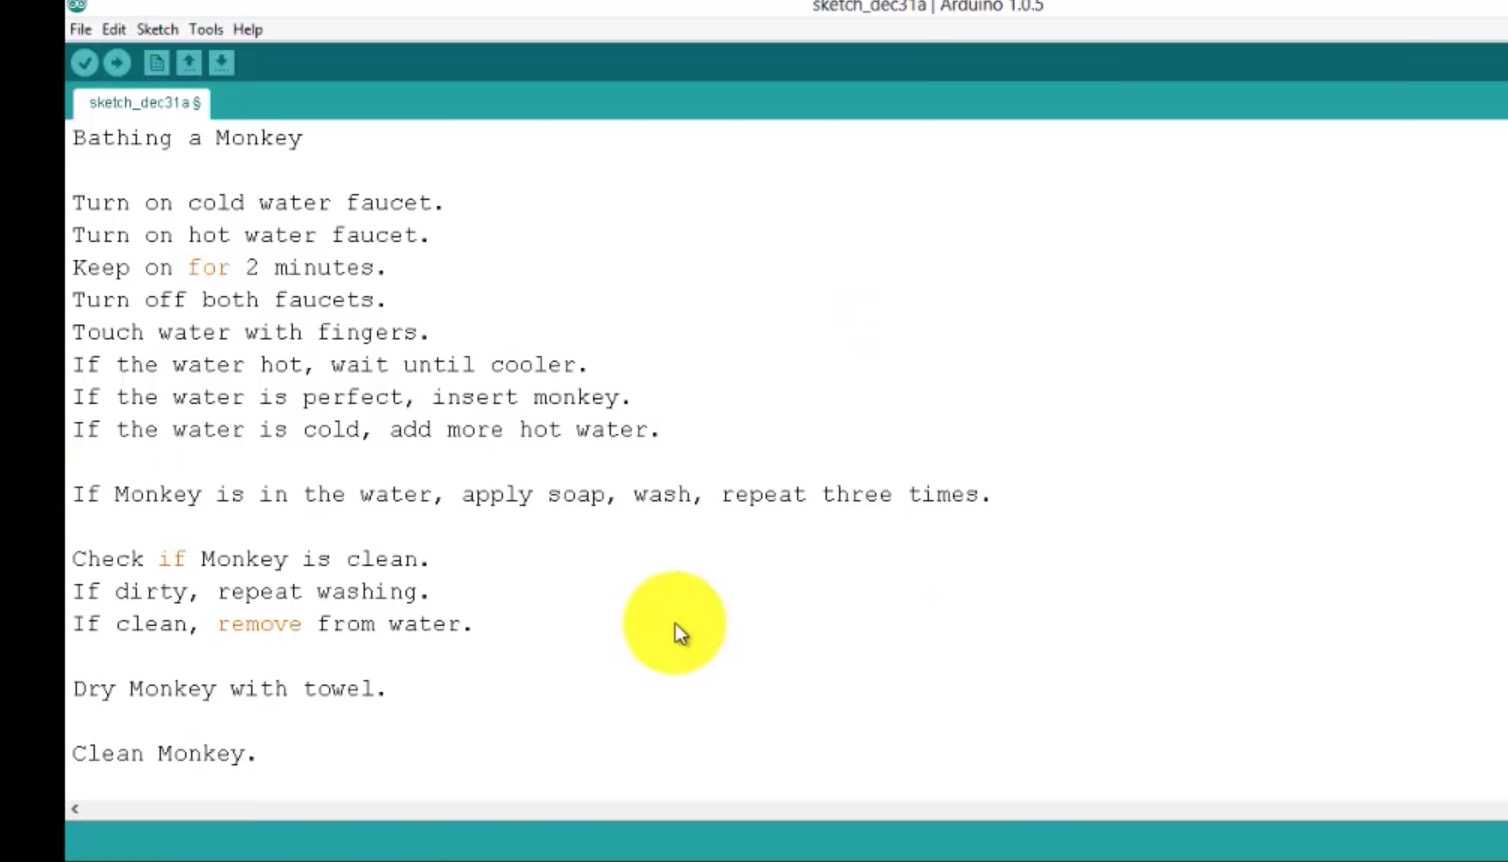 sketch_dec31a | Arduino 1.0.5
File Edit Sketch Tools Help
sketch_dec31a §
Bathing a Monkey
Turn on cold water faucet.
Turn on hot water faucet.
Keep on for 2 minutes.
Turn off both faucets.
Touch water with fingers.
If the water hot, wait until cooler.
If the water is perfect, insert monkey.
If the water is cold, add more hot water.
If Monkey is in the water, apply soap, wash, repeat three times.
Check if Monkey is clean.
If dirty, repeat washing.
If clean, remove from water.
Dry Monkey with towel.
Clean Monkey.